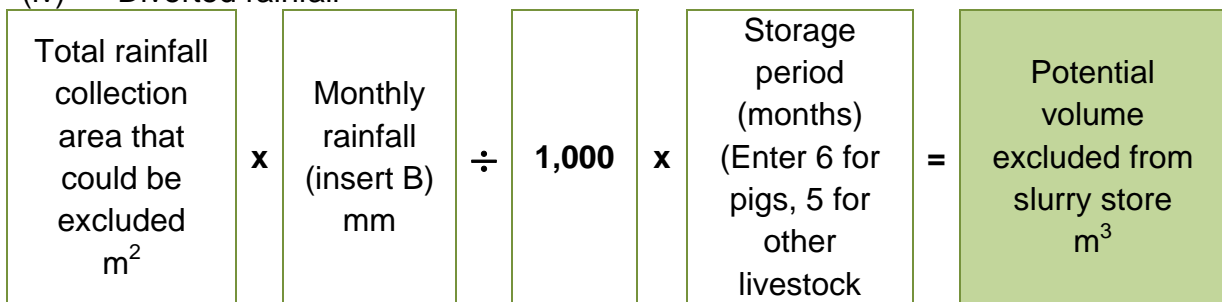 (iv) Diverted rainfall
Total rainfall
collection
area that
could be
excluded
m²
x
Monthly
rainfall
(insert B)
mm
÷
1,000
x
Storage
period
(months)
(Enter 6 for
pigs, 5 for
other
livestock
=
Potential
volume
excluded from
slurry store
m³